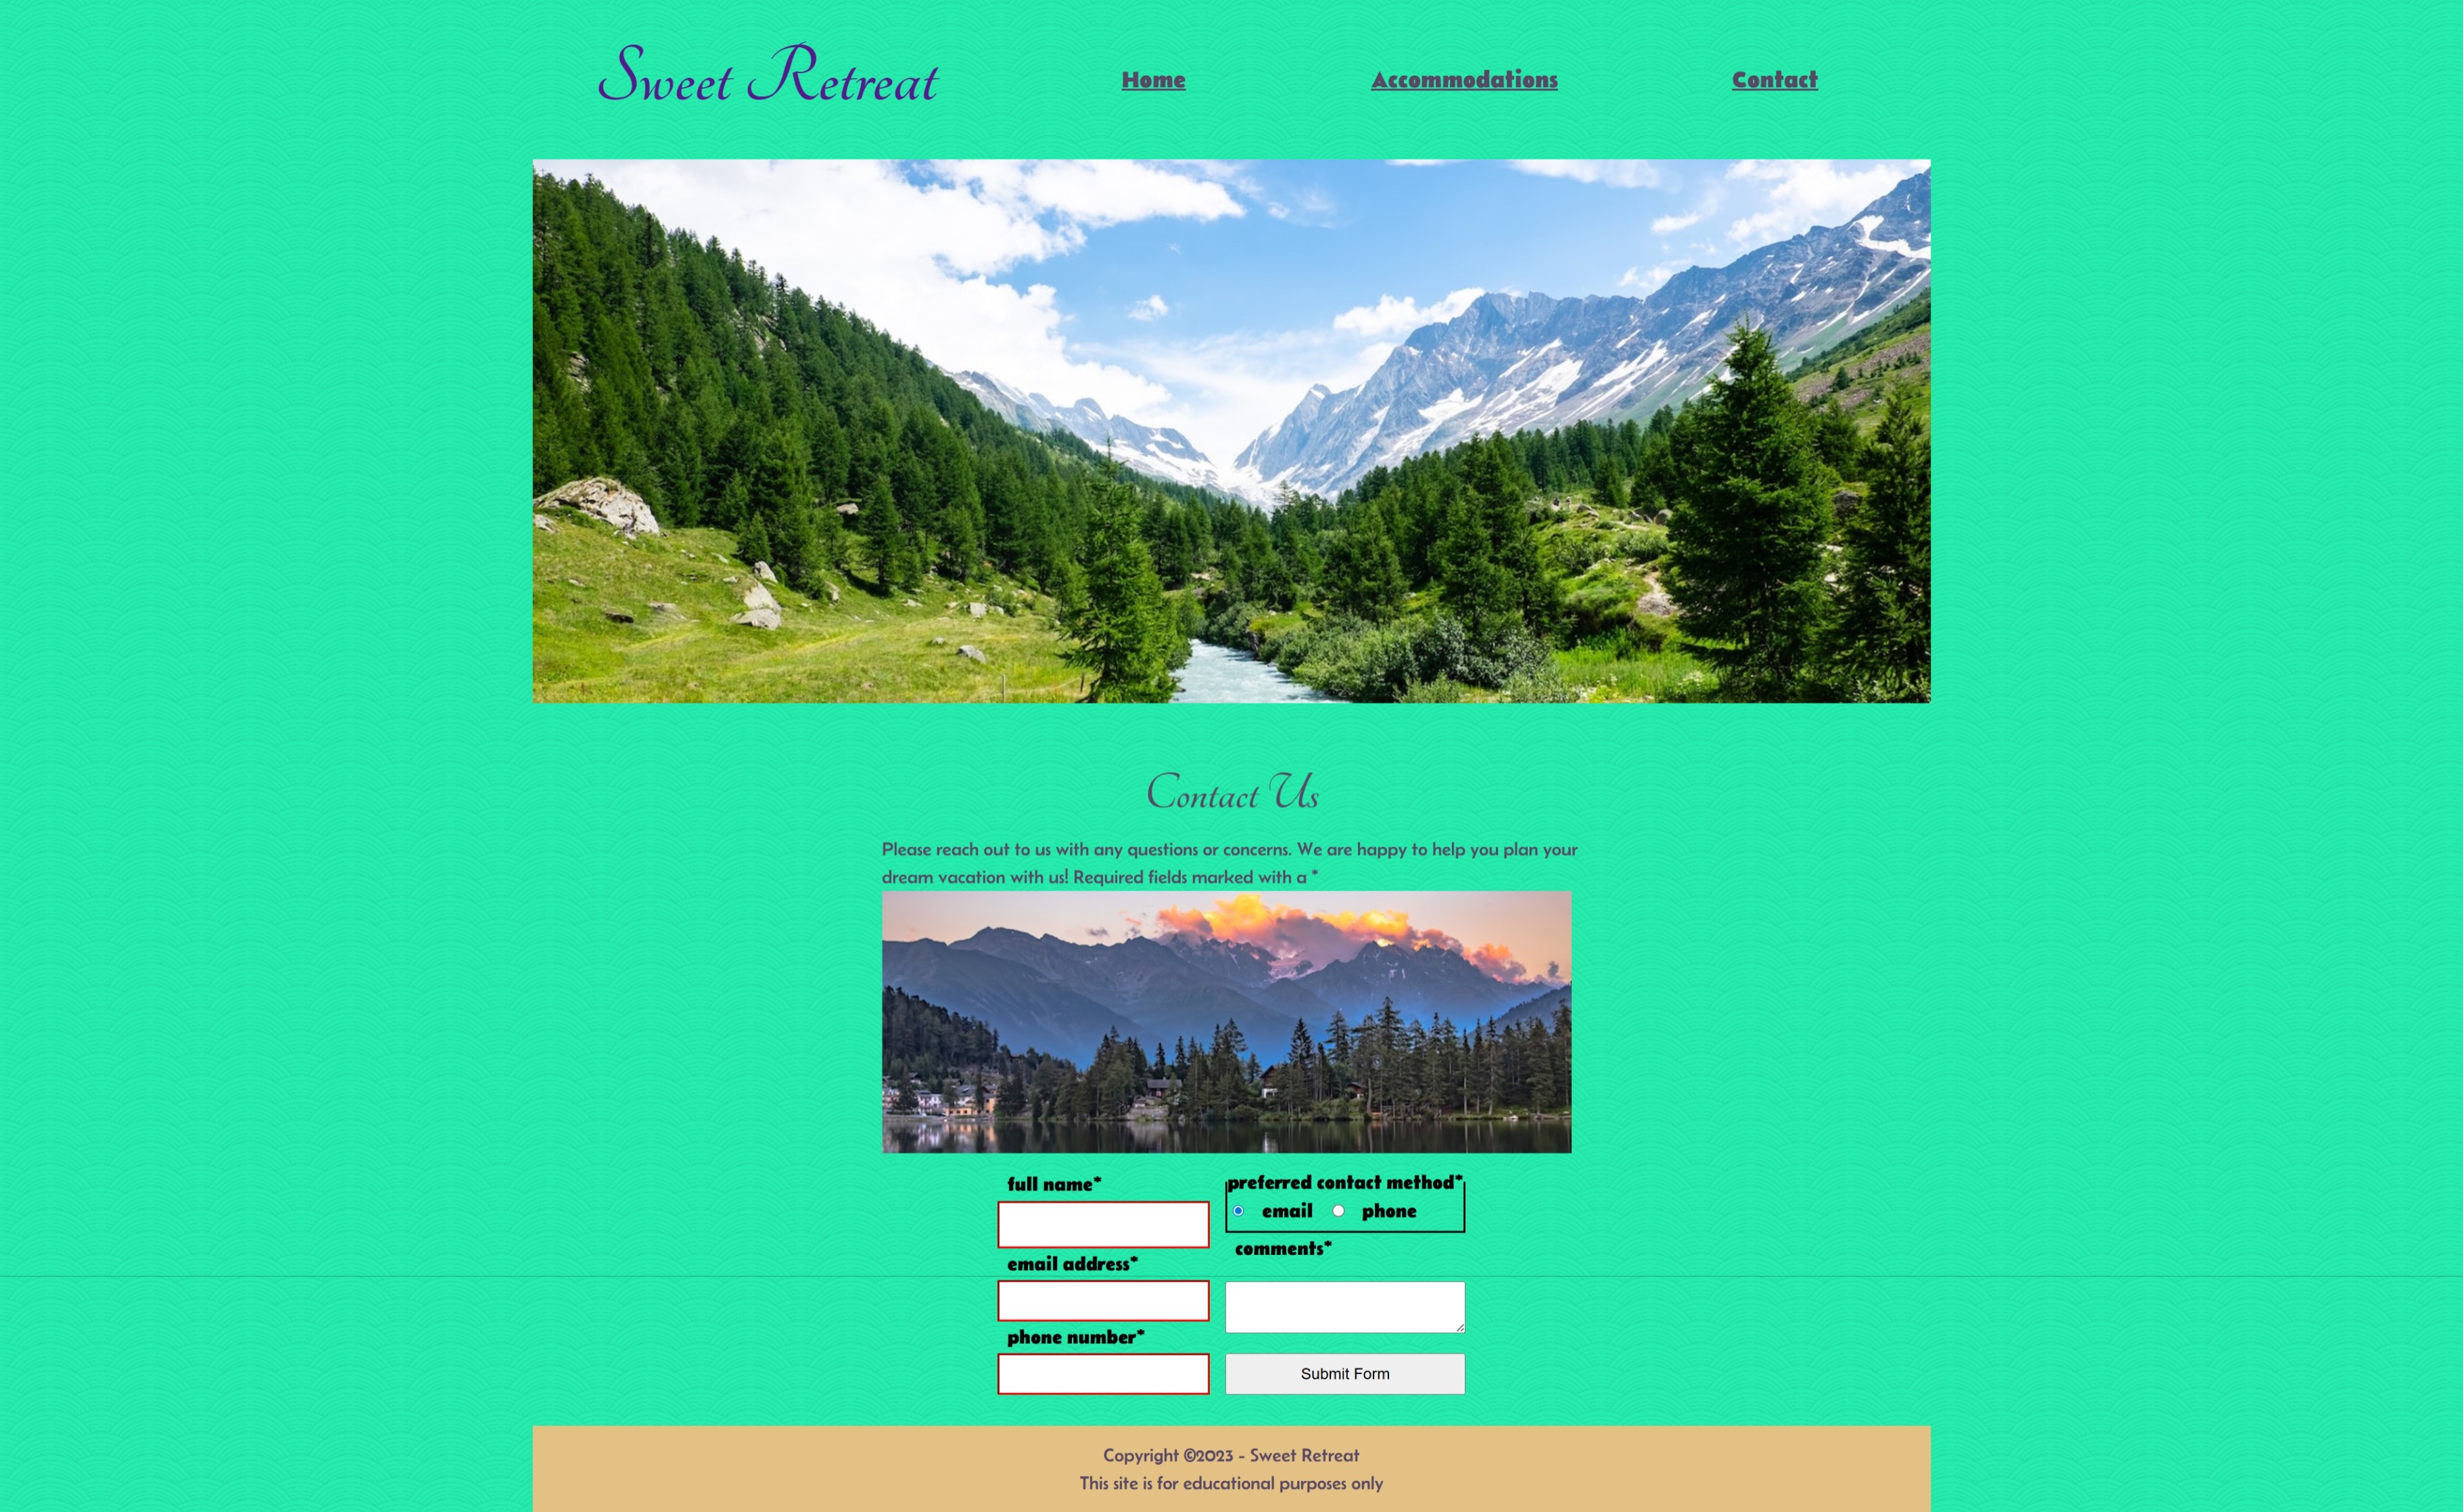 Sweet Retreat
Home
Accommodations
Contact
Contact Us
Please reach out to us with any questions or concerns. We are happy to help you plan your
dream vacation with us! Required fields marked with a *
full name*
email address*
phone number*
preferred contact method*
email phone
comments*
Submit Form
Copyright ©2023 - Sweet Retreat
This site is for educational purposes only